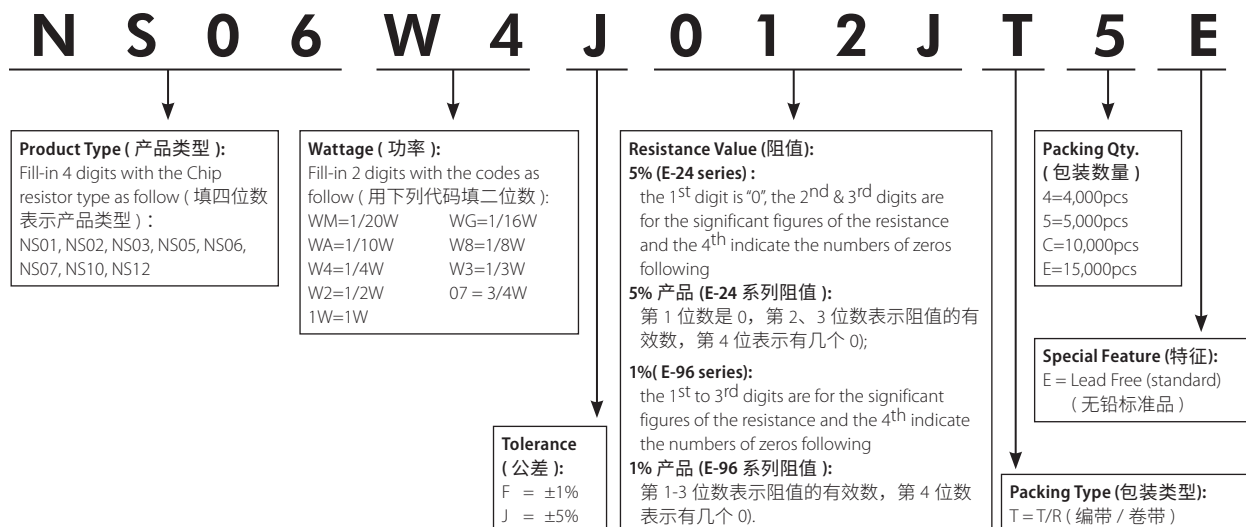 N S 0 6 W 4 J 0 1 2 J T 5 E
Product Type ( 产品类型 ):
Fill-in 4 digits with the Chip
resistor type as follow ( 填四位数
表示产品类型 ) :
NS01, NS02, NS03, NS05, NS06,
NS07, NS10, NS12
Wattage ( 功率 ):
Fill-in 2 digits with the codes as
follow ( 用下列代码填二位数 ):
WM=1/20W WG=1/16W
WA=1/10W W8=1/8W
W4=1/4W W3=1/3W
W2=1/2W 07 = 3/4W
1W=1W
Tolerance
( 公差 ):
F = ±1%
J = ±5%
Resistance Value (阻值):
5% (E-24 series) :
the 1st digit is "0", the 2nd & 3rd digits are
for the significant figures of the resistance
and the 4th indicate the numbers of zeros
following
5% 产品 (E-24 系列阻值 ):
第 1 位数是 0，第 2、3 位数表示阻值的有
效数，第 4 位表示有几个 0);
1%( E-96 series):
the 1st to 3rd digits are for the significant
figures of the resistance and the 4th indicate
the numbers of zeros following
1% 产品 (E-96 系列阻值 ):
第 1-3 位数表示阻值的有效数，第 4 位数
表示有几个 0).
Packing Qty.
( 包装数量 )
4=4,000pcs
5=5,000pcs
C=10,000pcs
E=15,000pcs
Special Feature (特征):
E = Lead Free (standard)
( 无铅标准品 )
Packing Type (包装类型):
T = T/R ( 编带 / 卷带 )